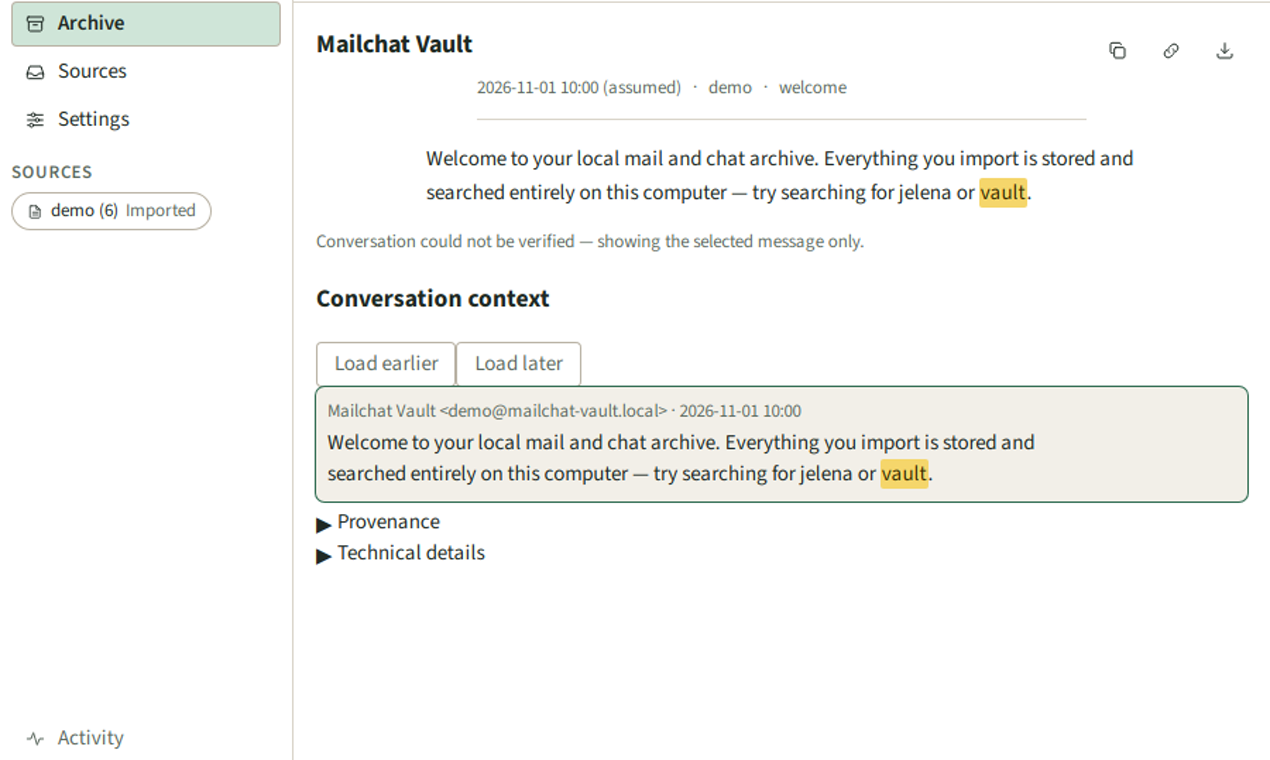 Archive
Sources
Settings
SOURCES
demo (6) Imported
Activity
Mailchat Vault
2026-11-01 10:00 (assumed) · demo · welcome
Welcome to your local mail and chat archive. Everything you import is stored and
searched entirely on this computer — try searching for jelena or vault.
Conversation could not be verified — showing the selected message only.
Conversation context
Load earlier Load later
Mailchat Vault <demo@mailchat-vault.local> · 2026-11-01 10:00
Welcome to your local mail and chat archive. Everything you import is stored and
searched entirely on this computer — try searching for jelena or vault.
▶ Provenance
▶ Technical details